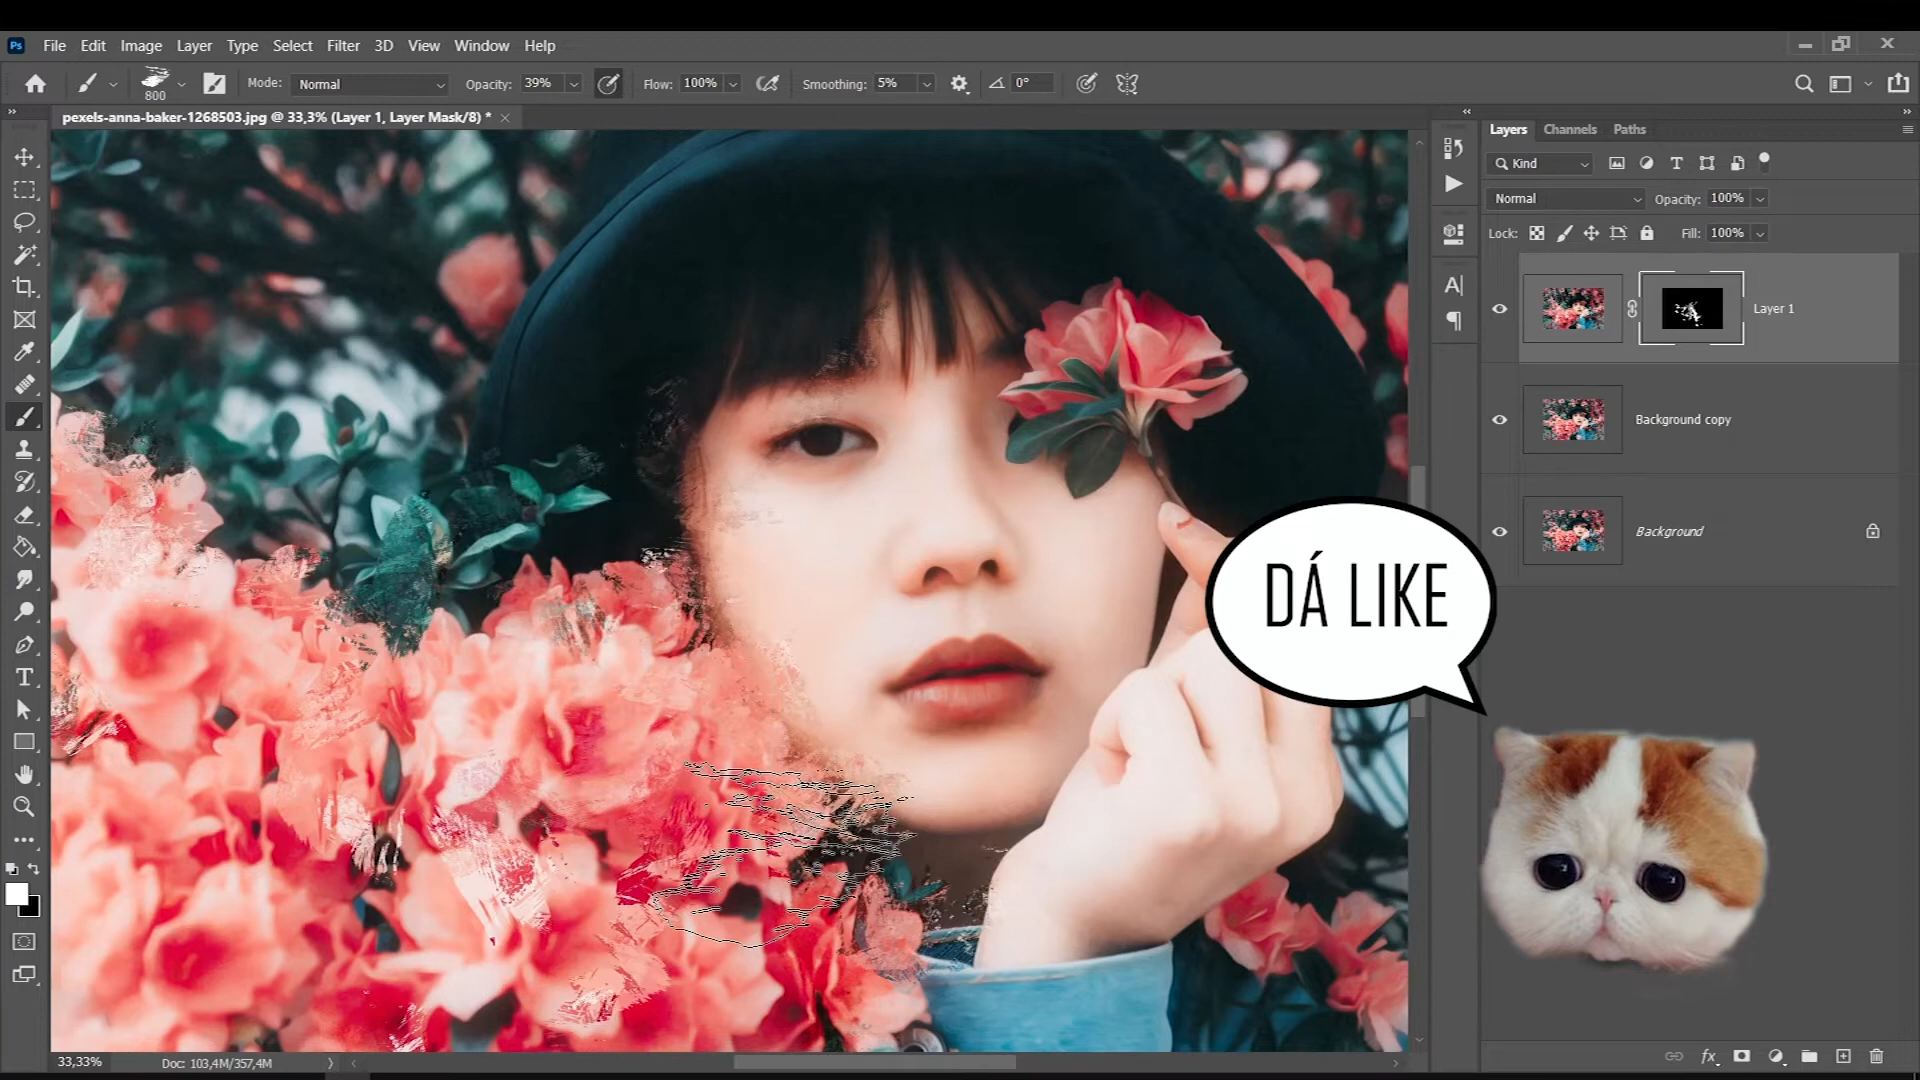 Ps File Edit Image Layer Type Select Filter 3D View Window Help
800 Mode: Normal Opacity: 39% Flow: 100% Smoothing: 5% 0°
pexels-anna-baker-1268503.jpg @ 33,3% (Layer 1, Layer Mask/8) *
Layers Channels Paths
Kind
Normal Opacity: 100%
Lock: Fill: 100%
Layer 1
Background copy
Background
DÁ LIKE
33,33% Doc: 103,4M/357,4M